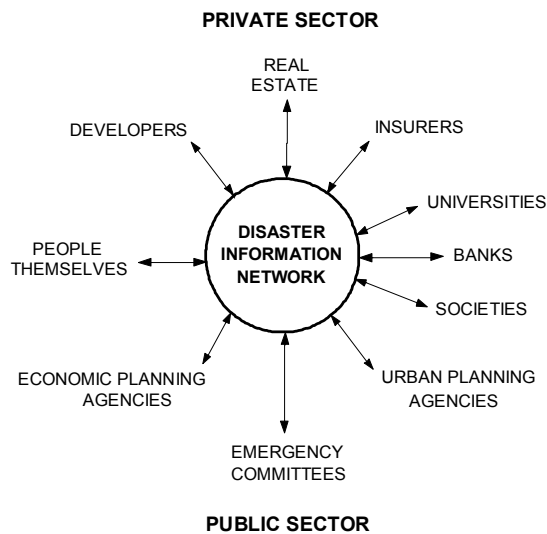 PRIVATE SECTOR
REAL
ESTATE
DEVELOPERS
INSURERS
UNIVERSITIES
DISASTER
INFORMATION
NETWORK
PEOPLE
THEMSELVES
BANKS
SOCIETIES
ECONOMIC PLANNING
AGENCIES
URBAN PLANNING
AGENCIES
EMERGENCY
COMMITTEES
PUBLIC SECTOR